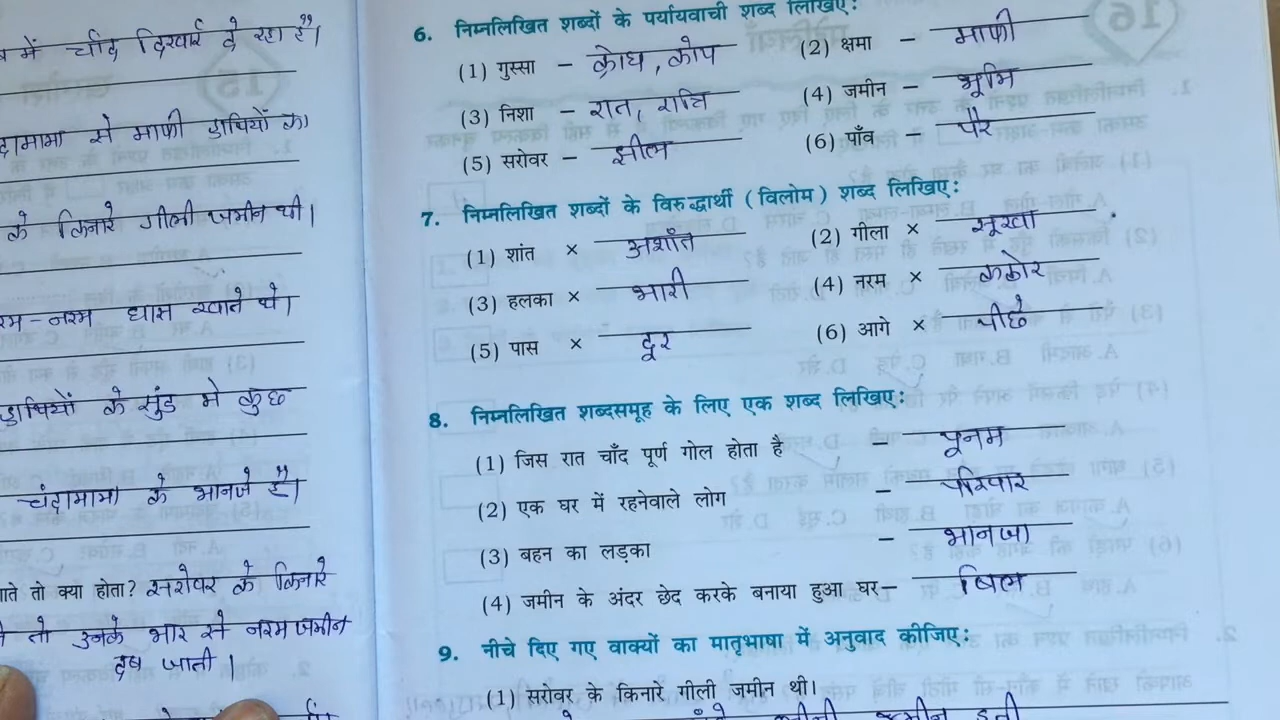 में चाँद दिखाई दे रहा है"।
से माफी हाथियों का
के किनारे गीली जमीन थी।
नरम घास खाते थे।
हाथियों के सुंड मे कुछ
चंदामामा के भानजे है"।
तो क्या होता? सरोवर के किनारे
तो उनके भार से नरम जमीन
दब जाती।
6. निम्नलिखित शब्दों के पर्यायवाची शब्द लिखिए:
(1) गुस्सा – क्रोध, कोप (2) क्षमा – माफी
(3) निशा – रात, रात्रि (4) जमीन – भूमि
(5) सरोवर – झील (6) पाँव – पैर
7. निम्नलिखित शब्दों के विरुद्धार्थी (विलोम) शब्द लिखिए:
(1) शांत × अशांत (2) गीला × सूखा
(3) हलका × भारी (4) नरम × कठोर
(5) पास × दूर (6) आगे × पीछे
8. निम्नलिखित शब्दसमूह के लिए एक शब्द लिखिए:
(1) जिस रात चाँद पूर्ण गोल होता है – पूनम
(2) एक घर में रहनेवाले लोग – परिवार
(3) बहन का लड़का – भानजा
(4) जमीन के अंदर छेद करके बनाया हुआ घर– बिल
9. नीचे दिए गए वाक्यों का मातृभाषा में अनुवाद कीजिए:
(1) सरोवर के किनारे गीली जमीन थी।